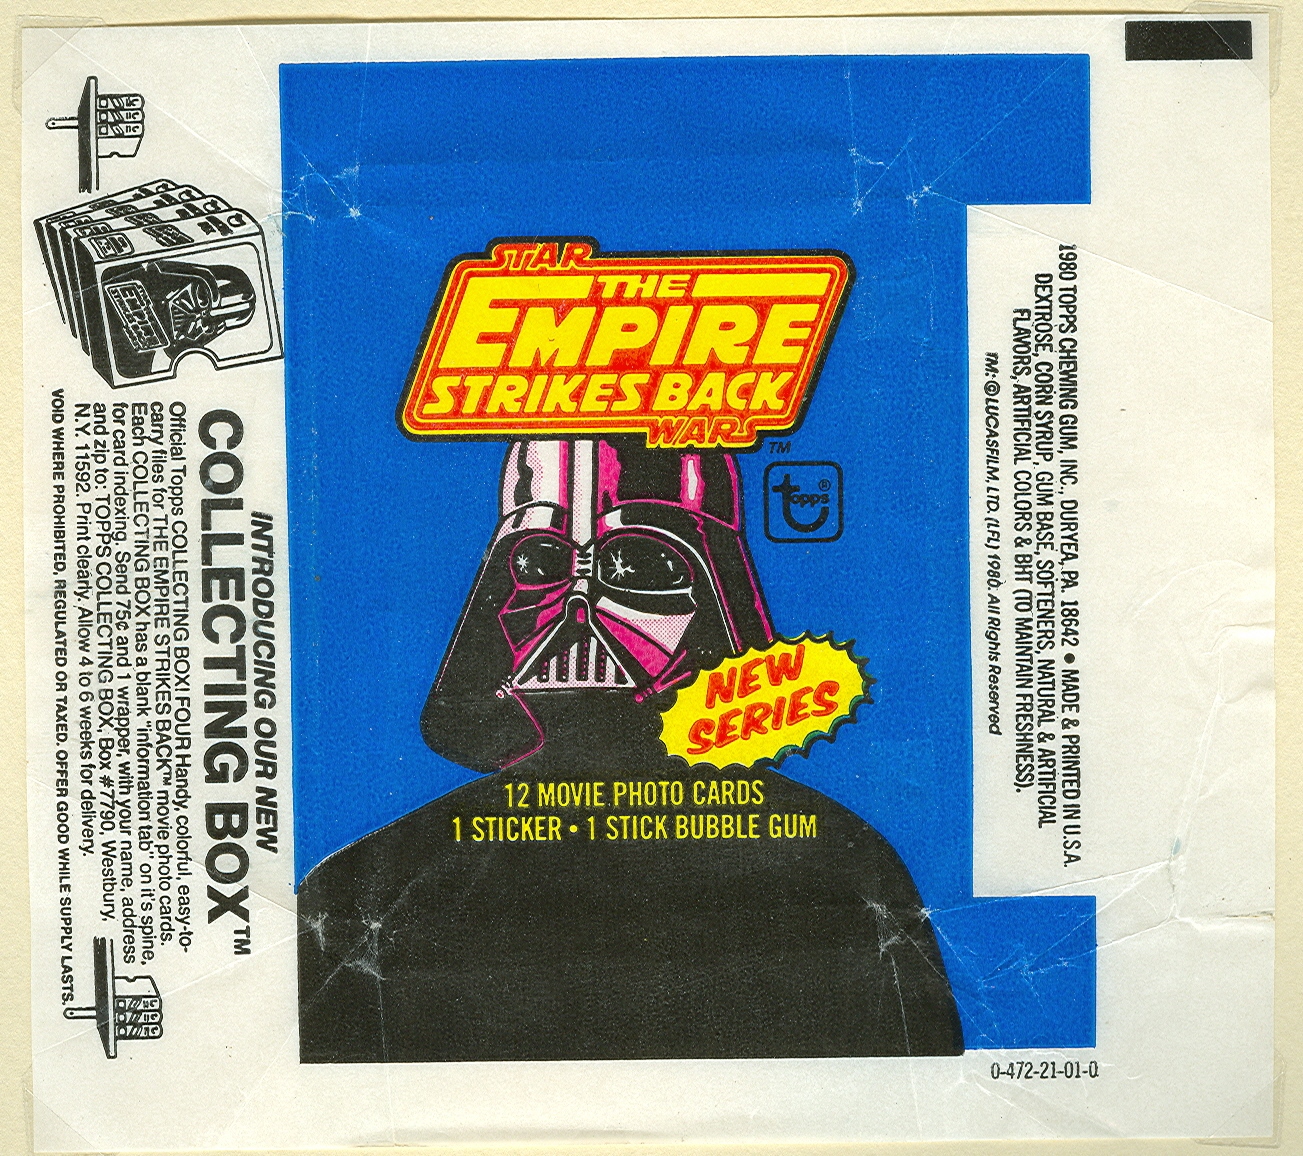 STAR
THE
EMPIRE
STRIKES BACK
WARS
TM
topps®
NEW
SERIES
12 MOVIE PHOTO CARDS
1 STICKER • 1 STICK BUBBLE GUM
INTRODUCING OUR NEW
COLLECTING BOX™
Official Topps COLLECTING BOX! FOUR Handy, colorful, easy-to-
carry files for THE EMPIRE STRIKES BACK™ movie photo cards.
Each COLLECTING BOX has a blank "information tab" on it's spine,
for card indexing. Send 75¢ and 1 wrapper, with your name, address
and zip to: TOPPS COLLECTING BOX, Box #7790, Westbury,
N.Y. 11592. Print clearly. Allow 4 to 6 weeks for delivery.
VOID WHERE PROHIBITED, REGULATED OR TAXED. OFFER GOOD WHILE SUPPLY LASTS.
1980 TOPPS CHEWING GUM, INC., DURYEA, PA. 18642 • MADE & PRINTED IN U.S.A.
DEXTROSE, CORN SYRUP, GUM BASE, SOFTENERS, NATURAL & ARTIFICIAL
FLAVORS, ARTIFICIAL COLORS & BHT (TO MAINTAIN FRESHNESS).
TM: © LUCASFILM, LTD. (LFL) 1980. All Rights Reserved
0-472-21-01-0